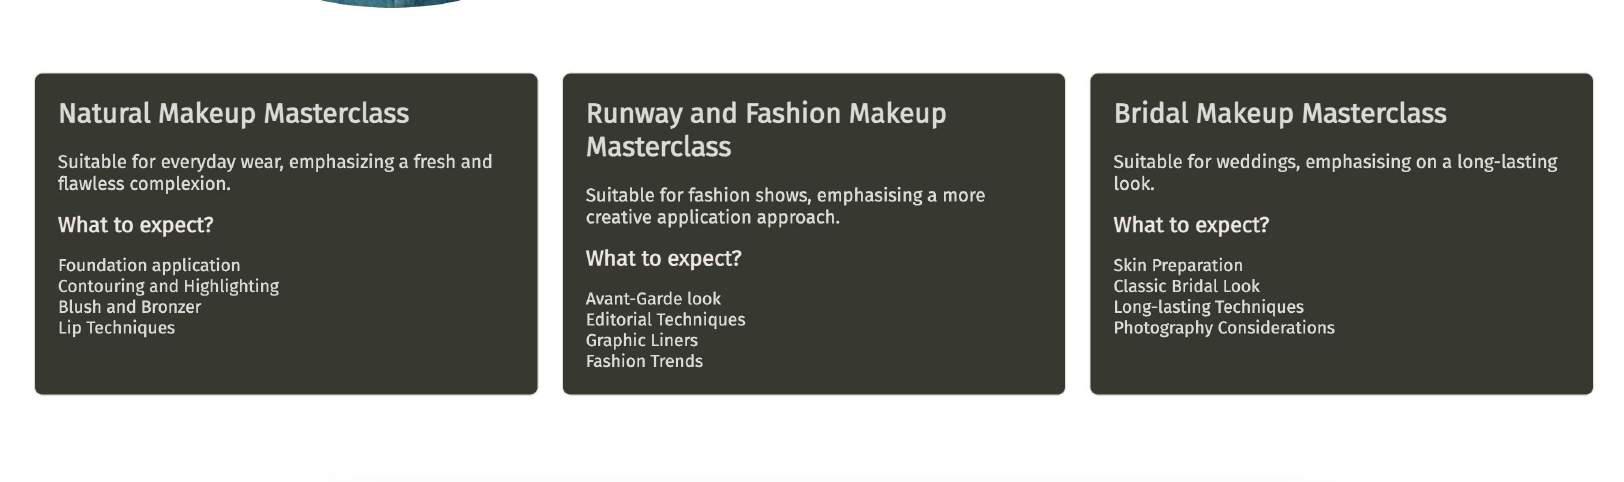 Natural Makeup Masterclass
Suitable for everyday wear, emphasizing a fresh and
flawless complexion.
What to expect?
Foundation application
Contouring and Highlighting
Blush and Bronzer
Lip Techniques
Runway and Fashion Makeup
Masterclass
Suitable for fashion shows, emphasising a more
creative application approach.
What to expect?
Avant-Garde look
Editorial Techniques
Graphic Liners
Fashion Trends
Bridal Makeup Masterclass
Suitable for weddings, emphasising on a long-lasting
look.
What to expect?
Skin Preparation
Classic Bridal Look
Long-lasting Techniques
Photography Considerations